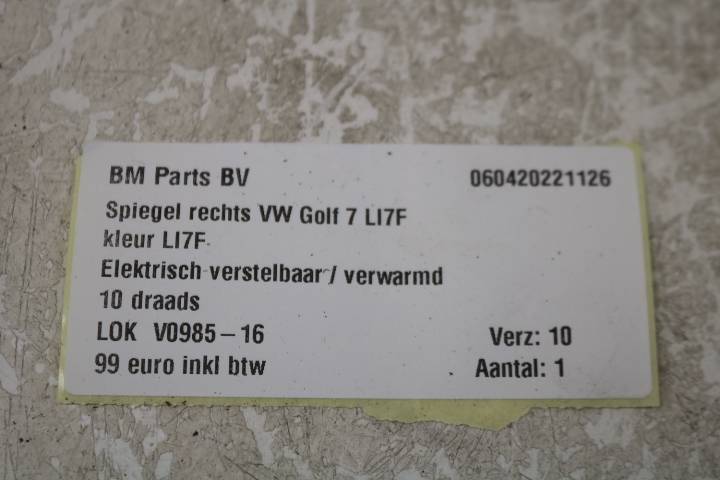 BM Parts BV 060420221126
Spiegel rechts VW Golf 7 LI7F
kleur LI7F
Elektrisch verstelbaar / verwarmd
10 draads
LOK V0985-16 Verz: 10
99 euro inkl btw Aantal: 1